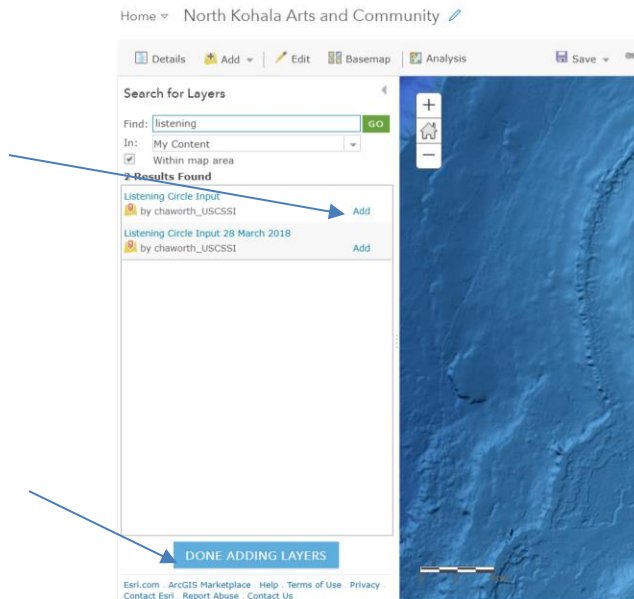 Home North Kohala Arts and Community
Details Add Edit Basemap Analysis Save
Search for Layers
Find: listening GO
In: My Content
Within map area
2 Results Found
Listening Circle Input
by chaworth_USCSSI Add
Listening Circle Input 28 March 2018
by chaworth_USCSSI Add
DONE ADDING LAYERS
Esri.com . ArcGIS Marketplace . Help . Terms of Use . Privacy .
Contact Esri . Report Abuse . Contact Us